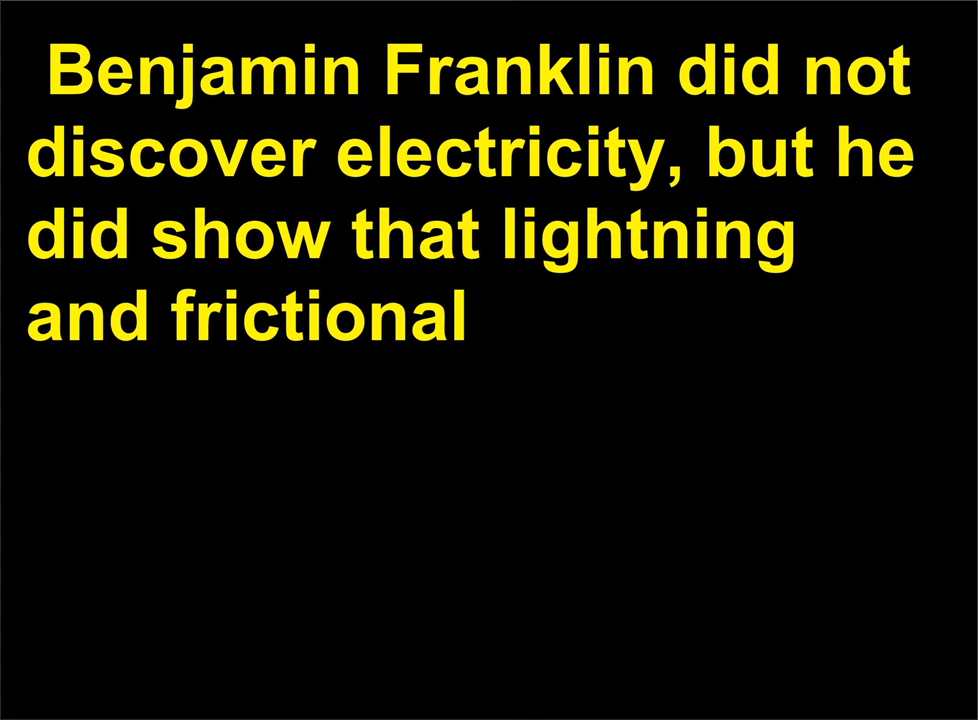 Benjamin Franklin did not
discover electricity, but he
did show that lightning
and frictional